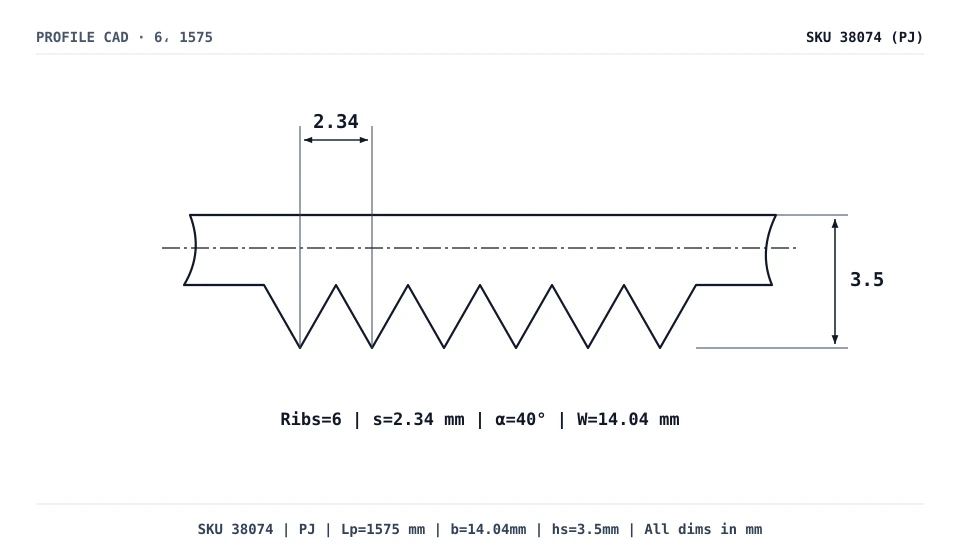 PROFILE CAD · 6، 1575
SKU 38074 (PJ)
2.34
3.5
Ribs=6 | s=2.34 mm | α=40° | W=14.04 mm
SKU 38074 | PJ | Lp=1575 mm | b=14.04mm | hs=3.5mm | All dims in mm